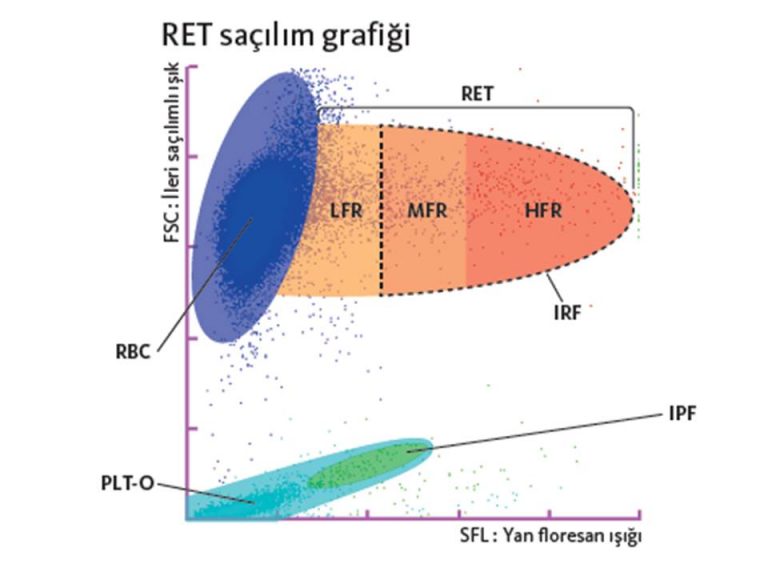 RET saçılım grafiği
FSC: İleri saçılımlı ışık
RET
LFR
MFR
HFR
IRF
RBC
IPF
PLT-O
SFL: Yan floresan ışığı